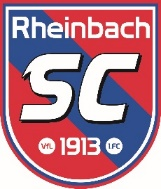 Rheinbach
SC
VfL 1913 1.FC